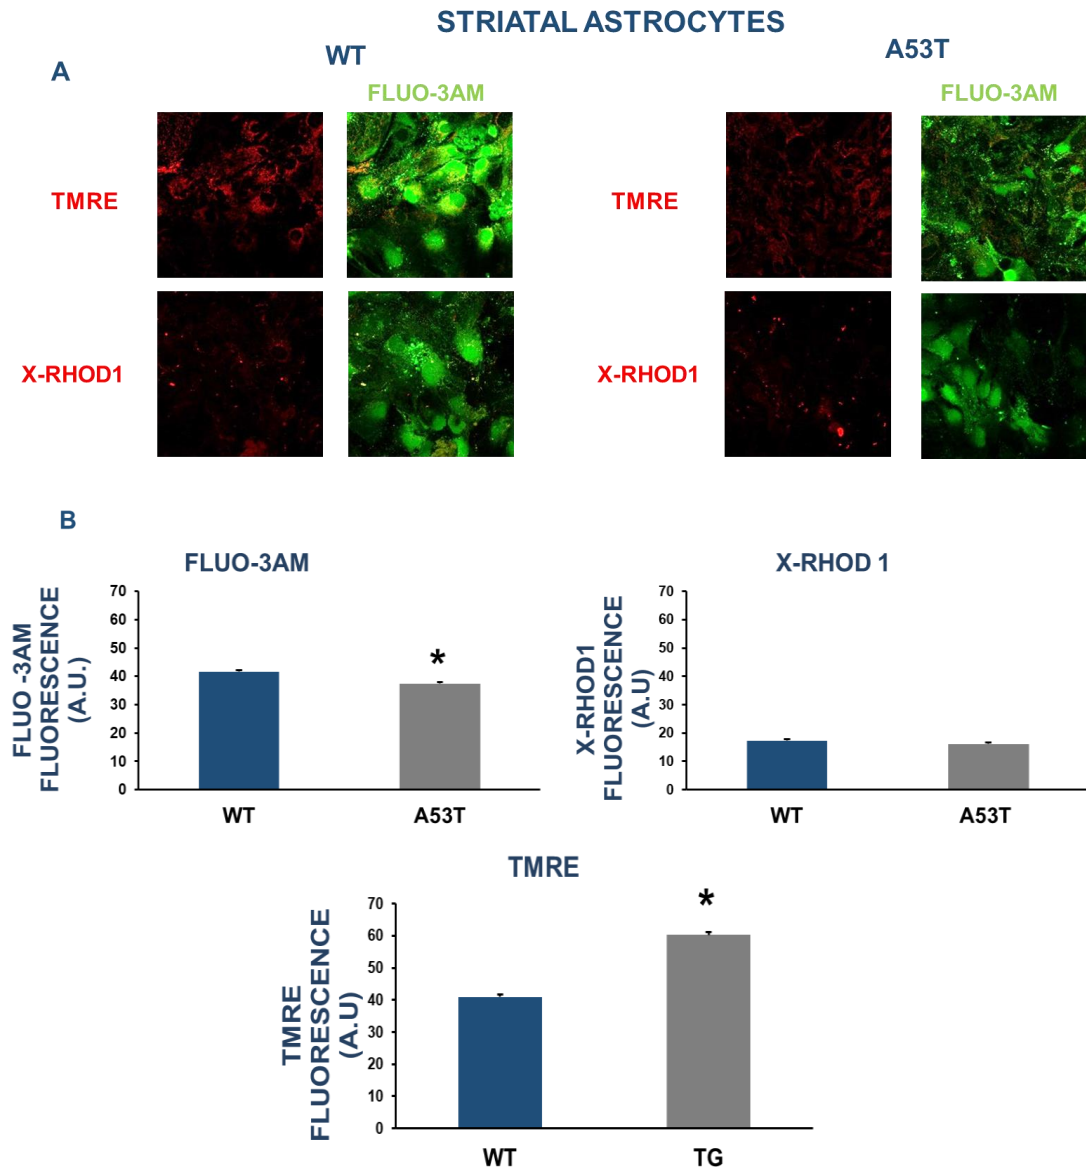 STRIATAL ASTROCYTES
WT
A53T
A
FLUO-3AM
FLUO-3AM
TMRE
TMRE
X-RHOD1
X-RHOD1
B
FLUO-3AM
FLUO -3AM
FLUORESCENCE
(A.U.)
70
60
50
40
30
20
10
0
*
WT
A53T
X-RHOD 1
X-RHOD1
FLUORESCENCE
(A.U)
70
60
50
40
30
20
10
0
WT
A53T
TMRE
TMRE
FLUORESCENCE
(A.U)
70
60
50
40
30
20
10
0
*
WT
TG